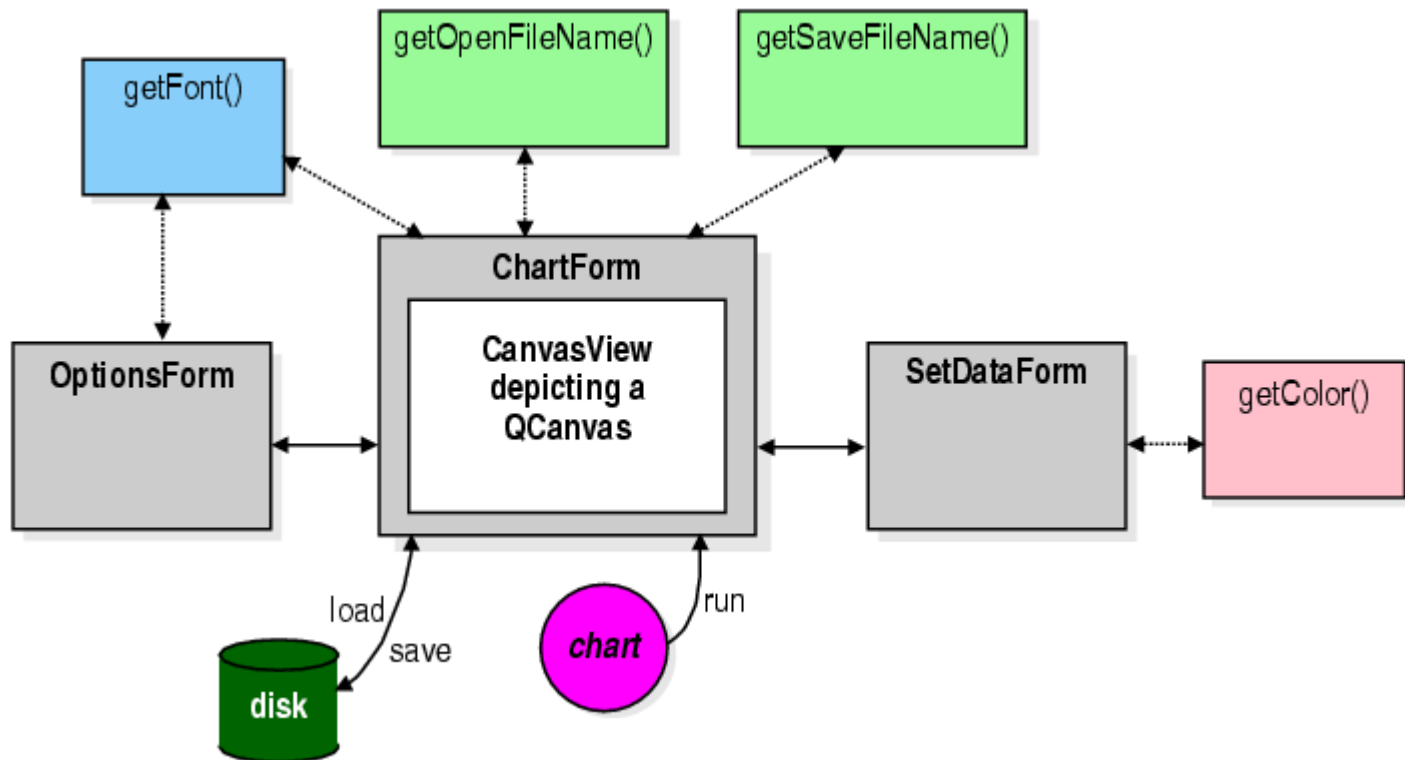 getOpenFileName()
getSaveFileName()
getFont()
ChartForm
CanvasView
depicting a
QCanvas
OptionsForm
SetDataForm
getColor()
load
save
run
chart
disk